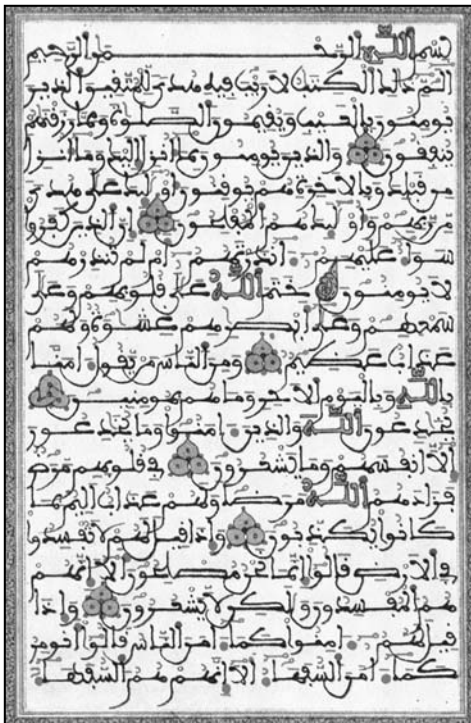 بسم الله الرحمن الرحيم
الم ذلك الكتب لا ريب فيه هدى للمتقين الذين
يومنون بالغيب ويقيمون الصلوة ومما رزقنهم
ينفقون والذين يومنون بما انزل اليك وما انزل
من قبلك وبالاخرة هم يوقنون اولئك على هدى
من ربهم واولئك هم المفلحون ان الذين كفروا
سواء عليهم ءانذرتهم ام لم تنذرهم
لا يومنون ختم الله على قلوبهم وعلى
سمعهم وعلى ابصرهم غشوة ولهم
عذاب عظيم ومن الناس من يقول امنا
بالله وباليوم الاخر وما هم بمومنين
يخدعون الله والذين امنوا وما يخدعون
الا انفسهم وما يشعرون في قلوبهم مرض
فزادهم الله مرضا ولهم عذاب اليم بما
كانوا يكذبون واذا قيل لهم لا تفسدوا
في الارض قالوا انما نحن مصلحون الا انهم
هم المفسدون ولكن لا يشعرون واذا
قيل لهم امنوا كما امن الناس قالوا انومن
كما امن السفهاء الا انهم هم السفهاء